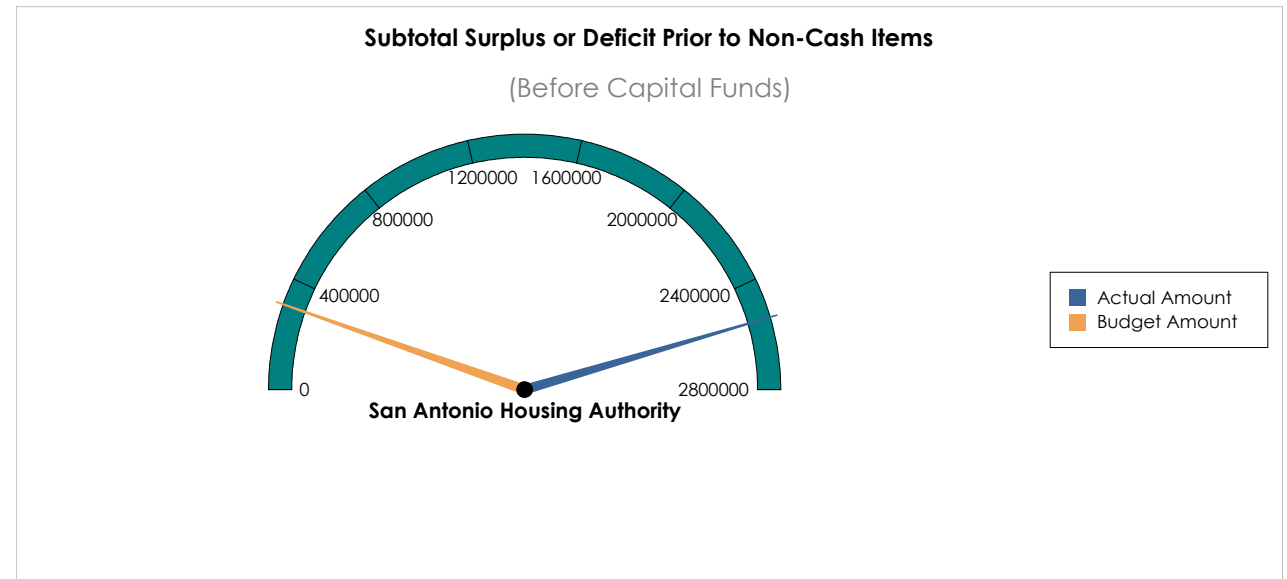 Subtotal Surplus or Deficit Prior to Non-Cash Items
(Before Capital Funds)
1200000 1600000
800000 2000000
400000 2400000
0 2800000
San Antonio Housing Authority
Actual Amount
Budget Amount